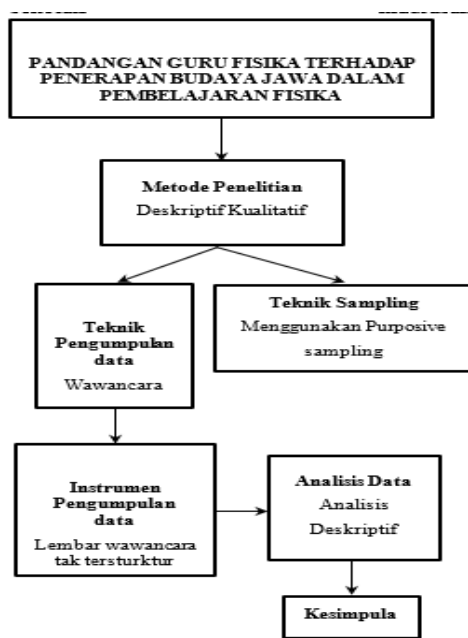 PANDANGAN GURU FISIKA TERHADAP
PENERAPAN BUDAYA JAWA DALAM
PEMBELAJARAN FISIKA
Metode Penelitian
Deskriptif Kualitatif
Teknik
Pengumpulan
data
Wawancara
Teknik Sampling
Menggunakan Purposive
sampling
Instrumen
Pengumpulan
data
Lembar wawancara
tak tersturktur
Analisis Data
Analisis
Deskriptif
Kesimpula